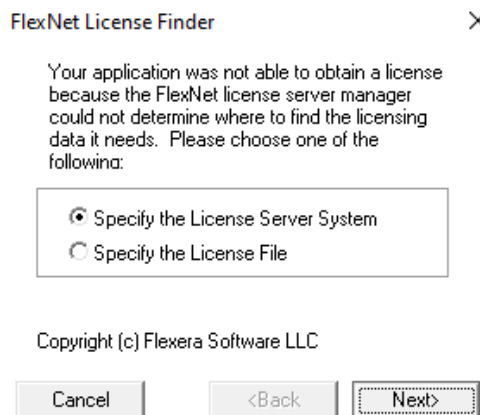 FlexNet License Finder
Your application was not able to obtain a license
because the FlexNet license server manager
could not determine where to find the licensing
data it needs.  Please choose one of the
following:
Specify the License Server System
Specify the License File
Copyright (c) Flexera Software LLC
Cancel
<Back
Next>